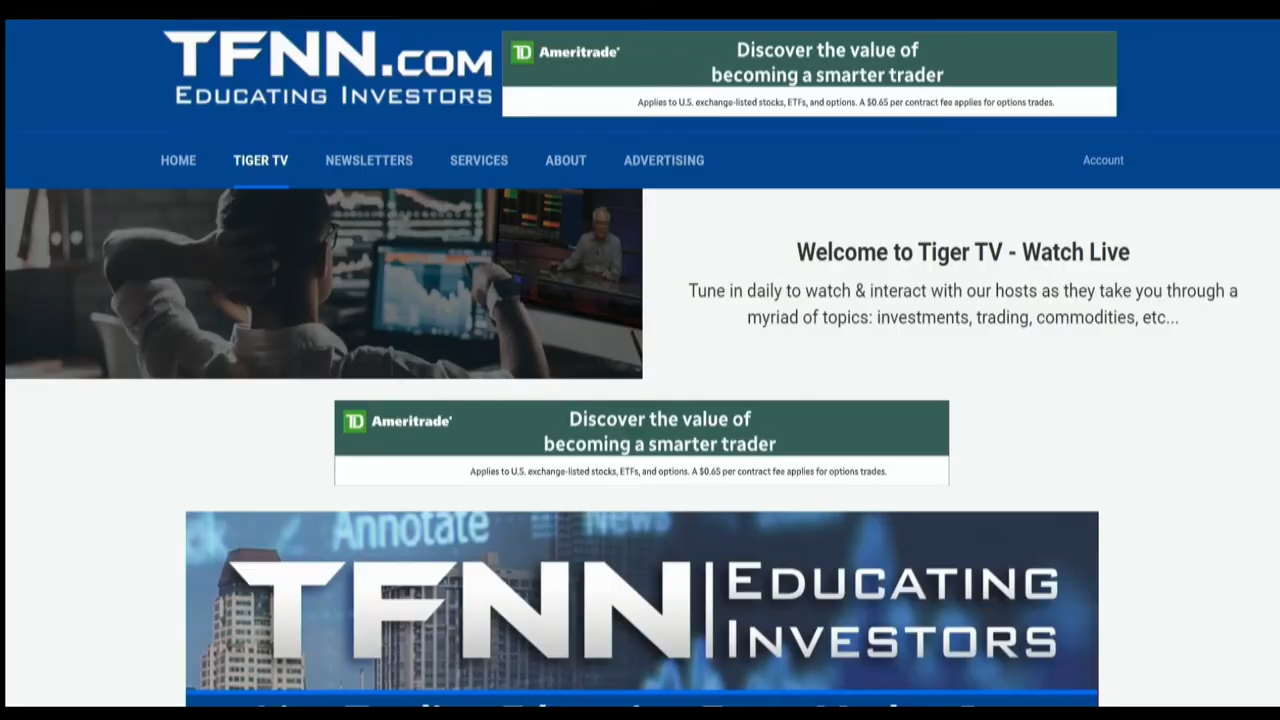 TFNN.COM
EDUCATING INVESTORS
TD Ameritrade
Discover the value of
becoming a smarter trader
Applies to U.S. exchange-listed stocks, ETFs, and options. A $0.65 per contract fee applies for options trades.
HOME TIGER TV NEWSLETTERS SERVICES ABOUT ADVERTISING Account
Welcome to Tiger TV - Watch Live
Tune in daily to watch & interact with our hosts as they take you through a
myriad of topics: investments, trading, commodities, etc...
TD Ameritrade
Discover the value of
becoming a smarter trader
Applies to U.S. exchange-listed stocks, ETFs, and options. A $0.65 per contract fee applies for options trades.
Annotate News
TFNN EDUCATING
INVESTORS